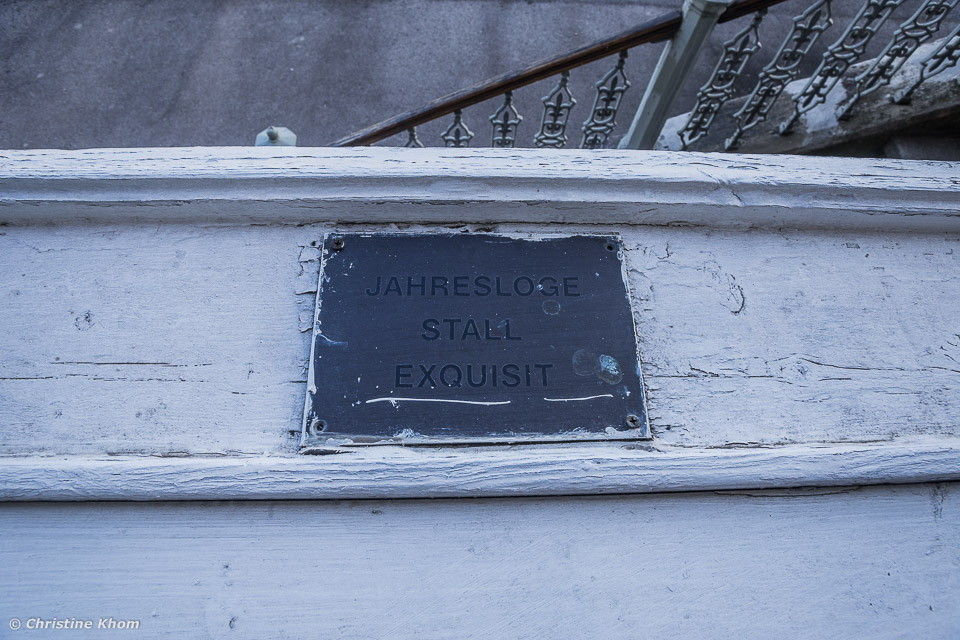 JAHRESLOGE
STALL
EXQUISIT
© Christine Khom